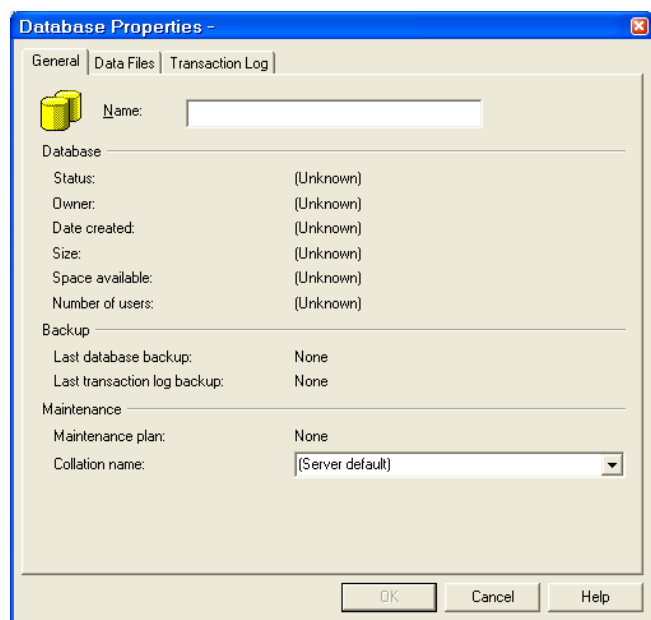 Database Properties -
General Data Files Transaction Log
Name:
Database
Status: (Unknown)
Owner: (Unknown)
Date created: (Unknown)
Size: (Unknown)
Space available: (Unknown)
Number of users: (Unknown)
Backup
Last database backup: None
Last transaction log backup: None
Maintenance
Maintenance plan: None
Collation name: (Server default)
OK Cancel Help